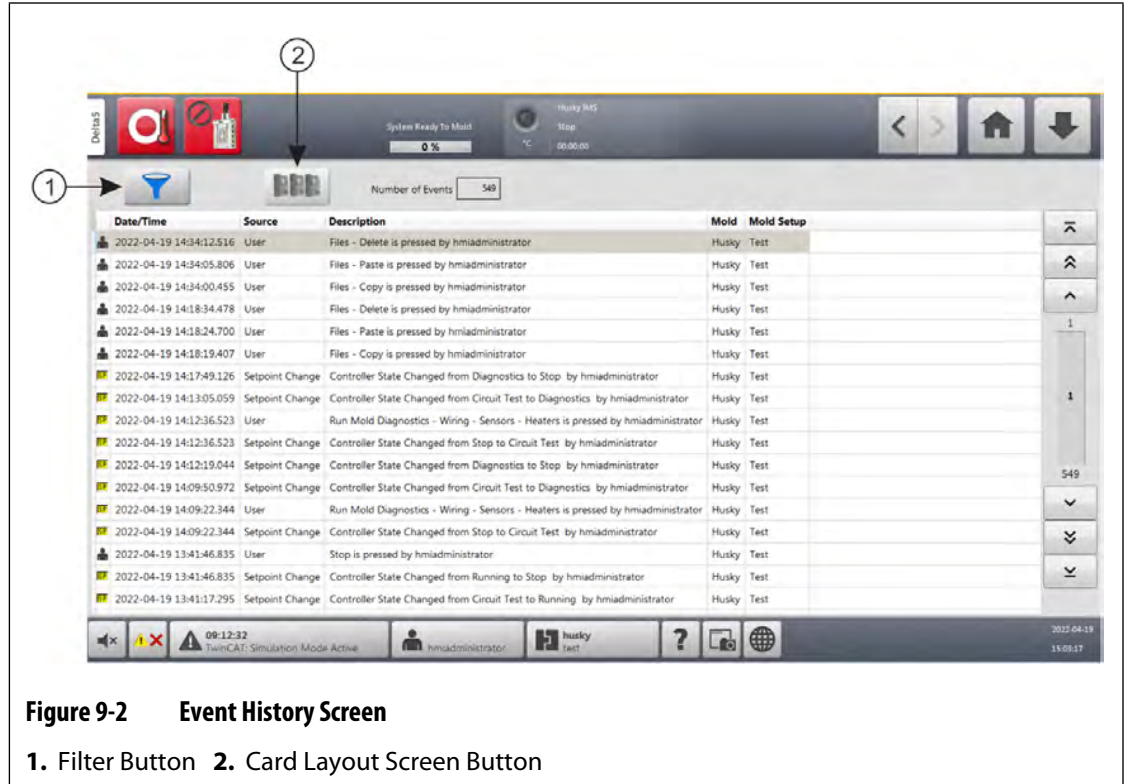 2
Delta5
System Ready To Mold
0 %
°C
Husky IMS
Stop
00:00:00
1
Number of Events 549
Date/Time Source Description Mold Mold Setup
2022-04-19 14:34:12.516 User Files - Delete is pressed by hmiadministrator Husky Test
2022-04-19 14:34:05.806 User Files - Paste is pressed by hmiadministrator Husky Test
2022-04-19 14:34:00.455 User Files - Copy is pressed by hmiadministrator Husky Test
2022-04-19 14:18:34.478 User Files - Delete is pressed by hmiadministrator Husky Test
2022-04-19 14:18:24.700 User Files - Paste is pressed by hmiadministrator Husky Test
2022-04-19 14:18:19.407 User Files - Copy is pressed by hmiadministrator Husky Test
2022-04-19 14:17:49.126 Setpoint Change Controller State Changed from Diagnostics to Stop by hmiadministrator Husky Test
2022-04-19 14:13:05.059 Setpoint Change Controller State Changed from Circuit Test to Diagnostics by hmiadministrator Husky Test
2022-04-19 14:12:36.523 User Run Mold Diagnostics - Wiring - Sensors - Heaters is pressed by hmiadministrator Husky Test
2022-04-19 14:12:36.523 Setpoint Change Controller State Changed from Stop to Circuit Test by hmiadministrator Husky Test
2022-04-19 14:12:19.044 Setpoint Change Controller State Changed from Diagnostics to Stop by hmiadministrator Husky Test
2022-04-19 14:09:50.972 Setpoint Change Controller State Changed from Circuit Test to Diagnostics by hmiadministrator Husky Test
2022-04-19 14:09:22.344 User Run Mold Diagnostics - Wiring - Sensors - Heaters is pressed by hmiadministrator Husky Test
2022-04-19 14:09:22.344 Setpoint Change Controller State Changed from Stop to Circuit Test by hmiadministrator Husky Test
2022-04-19 13:41:46.835 User Stop is pressed by hmiadministrator Husky Test
2022-04-19 13:41:46.835 Setpoint Change Controller State Changed from Running to Stop by hmiadministrator Husky Test
2022-04-19 13:41:17.295 Setpoint Change Controller State Changed from Circuit Test to Running by hmiadministrator Husky Test
1
1
549
09:12:32
TwinCAT: Simulation Mode Active
hmiadministrator
husky
test
?
2022-04-19
15:03:17
Figure 9-2 Event History Screen
1. Filter Button 2. Card Layout Screen Button